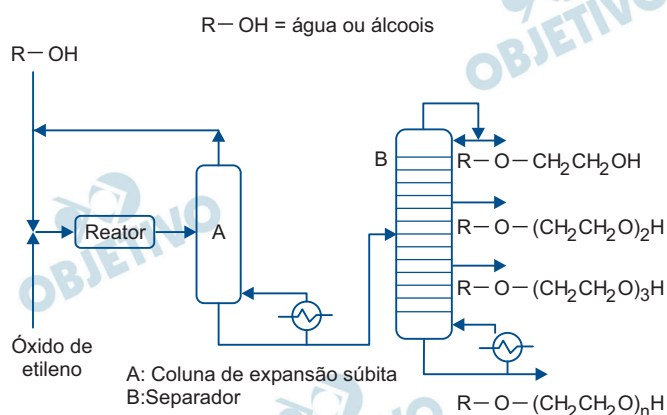 R—OH = água ou álcoois
R—OH
OBJETIVO
B
R—O—CH₂CH₂OH
Reator
A
R—O—(CH₂CH₂O)₂H
OBJETIVO
R—O—(CH₂CH₂O)₃H
Óxido de
etileno
A: Coluna de expansão súbita
B:Separador
R—O—(CH₂CH₂O)ₙH